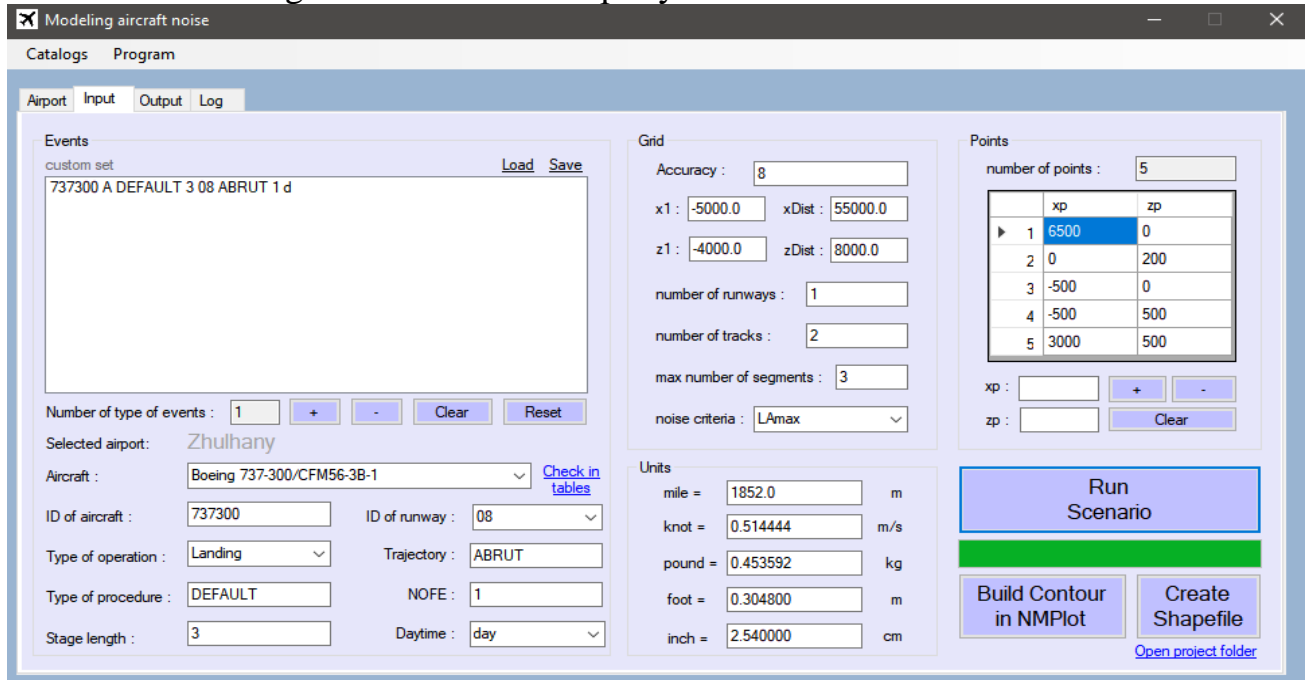 Modeling aircraft noise
Catalogs Program
Airport Input Output Log
Events
custom set Load Save
737300 A DEFAULT 3 08 ABRUT 1 d
Number of type of events : 1 + - Clear Reset
Selected airport: Zhulhany
Aircraft : Boeing 737-300/CFM56-3B-1 Check in tables
ID of aircraft : 737300 ID of runway : 08
Type of operation : Landing Trajectory : ABRUT
Type of procedure : DEFAULT NOFE : 1
Stage length : 3 Daytime : day
Grid
Accuracy : 8
x1 : -5000.0 xDist : 55000.0
z1 : -4000.0 zDist : 8000.0
number of runways : 1
number of tracks : 2
max number of segments : 3
noise criteria : LAmax
Units
mile = 1852.0 m
knot = 0.514444 m/s
pound = 0.453592 kg
foot = 0.304800 m
inch = 2.540000 cm
Points
number of points : 5
xp zp
1 6500 0
2 0 200
3 -500 0
4 -500 500
5 3000 500
xp : + -
zp : Clear
Run
Scenario
Build Contour
in NMPlot
Create
Shapefile
Open project folder